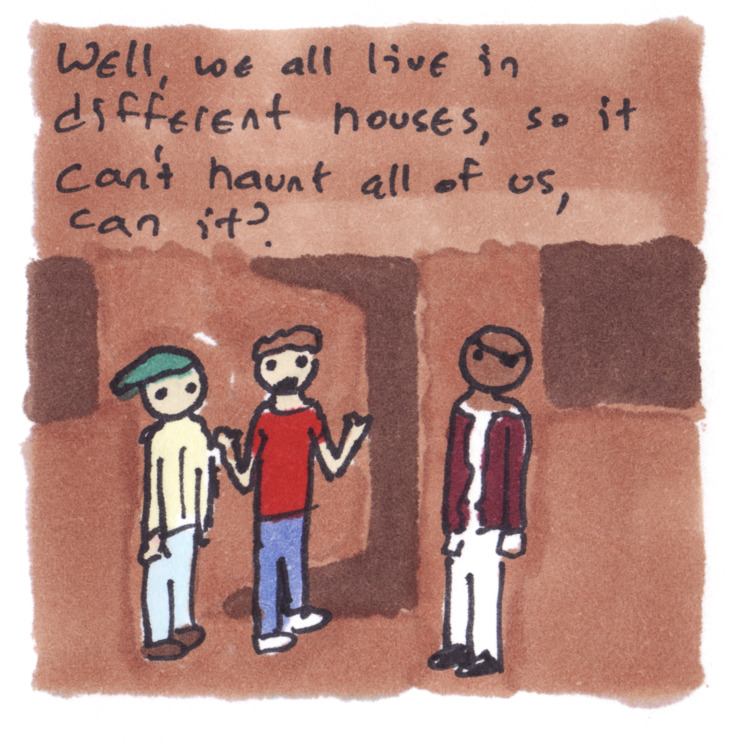 Well, we all live in
different houses, so it
can't haunt all of us,
can it?